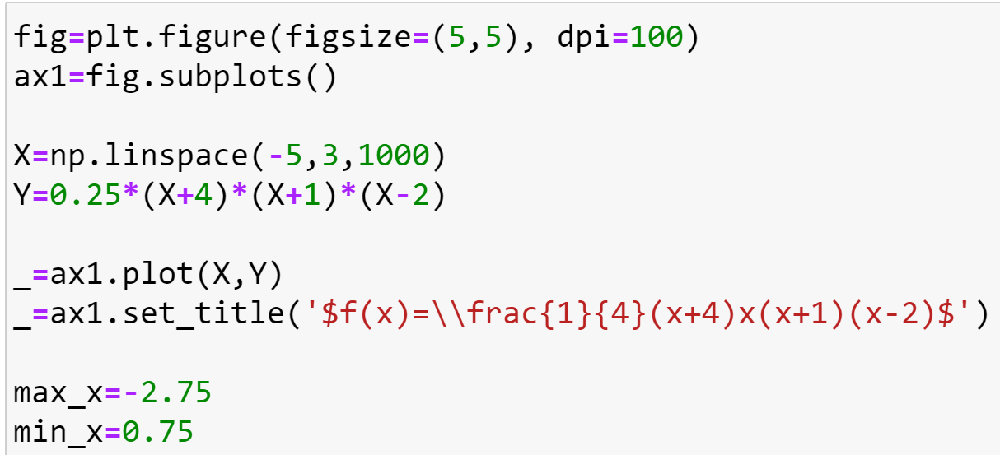 fig=plt.figure(figsize=(5,5), dpi=100)
ax1=fig.subplots()
X=np.linspace(-5,3,1000)
Y=0.25*(X+4)*(X+1)*(X-2)
_=ax1.plot(X,Y)
_=ax1.set_title('$f(x)=\\frac{1}{4}(x+4)x(x+1)(x-2)$')
max_x=-2.75
min_x=0.75